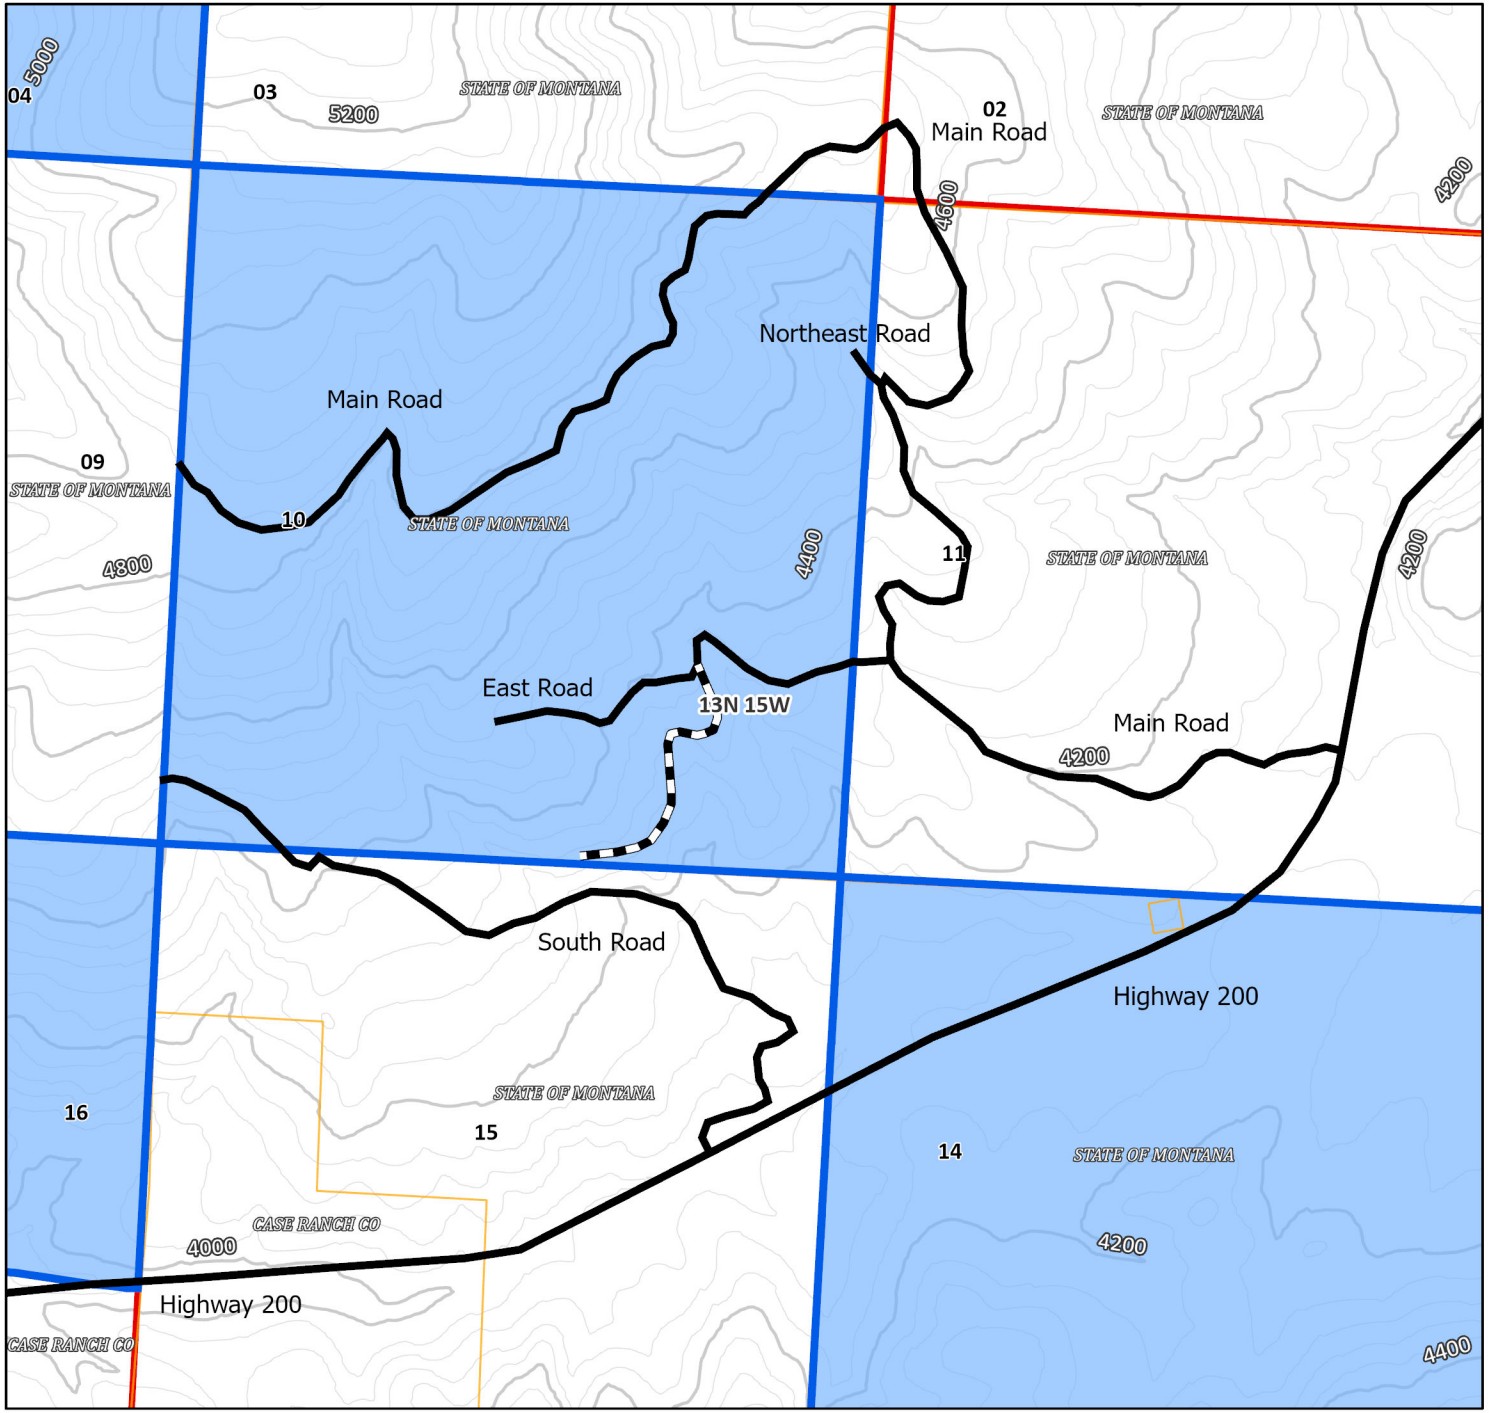 5000
04
03
5200
STATE OF MONTANA
02
Main Road
STATE OF MONTANA
4200
4600
Northeast Road
Main Road
09
STATE OF MONTANA
10
STATE OF MONTANA
4800
4400
11
STATE OF MONTANA
4200
East Road
13N 15W
Main Road
4200
South Road
Highway 200
STATE OF MONTANA
16
15
14
STATE OF MONTANA
CASE RANCH CO
4000
4200
Highway 200
CASE RANCH CO
4400